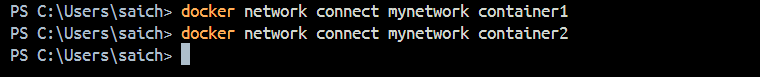 PS C:\Users\saich> docker network connect mynetwork container1
PS C:\Users\saich> docker network connect mynetwork container2
PS C:\Users\saich>